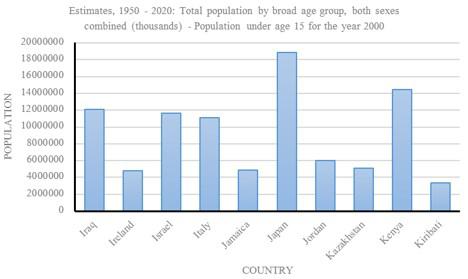 Estimates, 1950 - 2020: Total population by broad age group, both sexes
combined (thousands) - Population under age 15 for the year 2000
POPULATION
20000000
18000000
16000000
14000000
12000000
10000000
8000000
6000000
4000000
2000000
0
Iraq
Ireland
Israel
Italy
Jamaica
Japan
Jordan
Kazakhstan
Kenya
Kiribati
COUNTRY